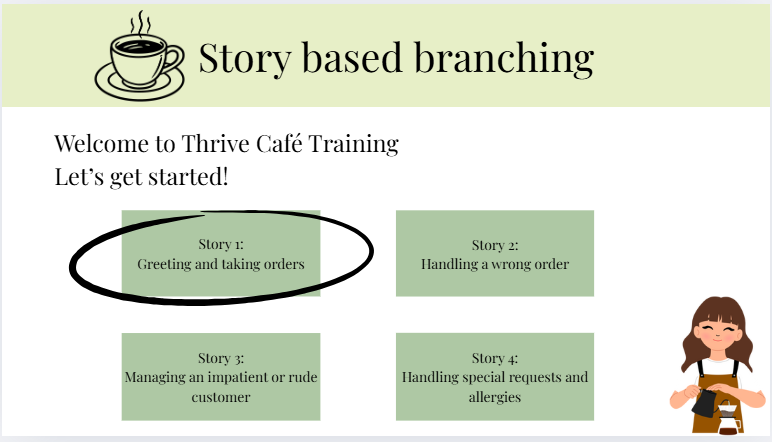 Story based branching
Welcome to Thrive Café Training
Let’s get started!
Story 1:
Greeting and taking orders
Story 2:
Handling a wrong order
Story 3:
Managing an impatient or rude
customer
Story 4:
Handling special requests and
allergies